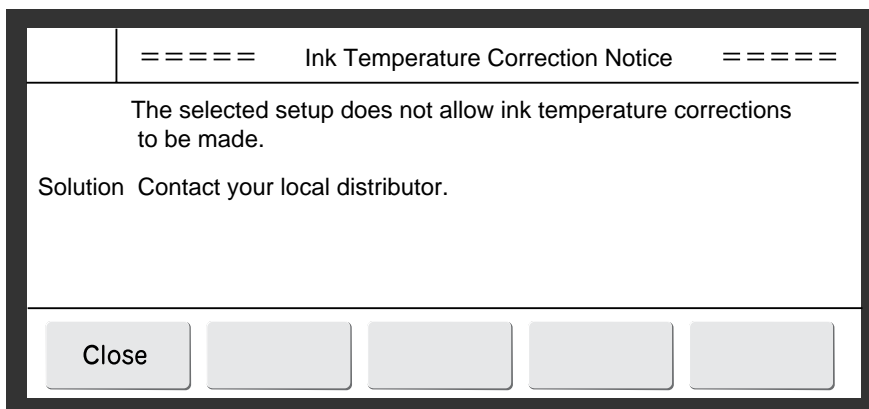 ===== Ink Temperature Correction Notice =====
The selected setup does not allow ink temperature corrections
to be made.
Solution Contact your local distributor.
Close